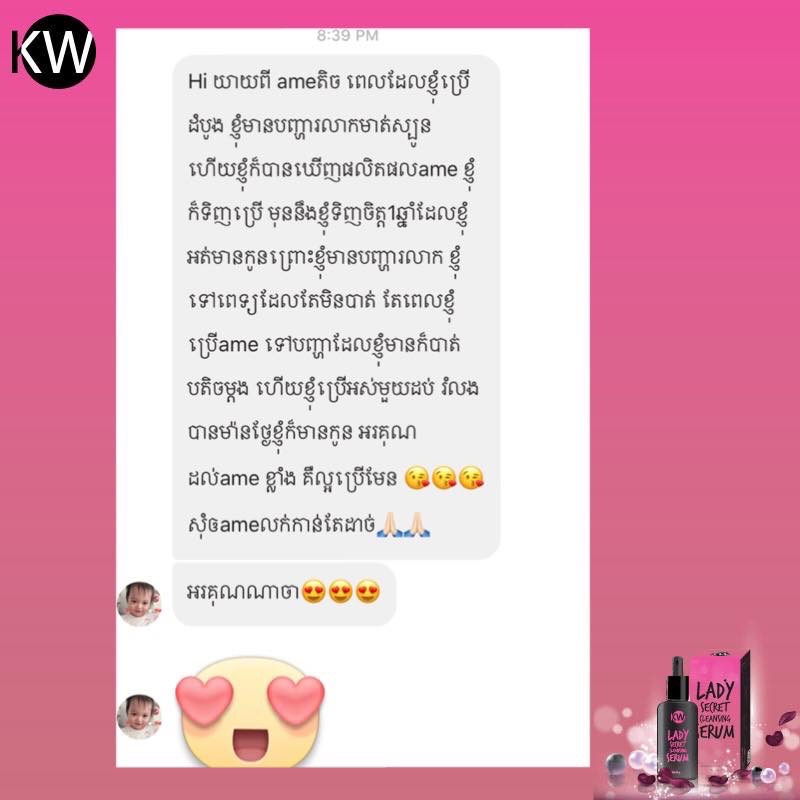 KW
8:39 PM
Hi យាយពី ameតិច ពេលដែលខ្ញុំប្រើ
ដំបូង ខ្ញុំមានបញ្ហារលាកមាត់ស្បូន
ហើយខ្ញុំក៏បានឃើញផលិតផលame ខ្ញុំ
ក៏ទិញប្រើ មុននឹងខ្ញុំទិញចិត្ត1ឆ្នាំដែលខ្ញុំ
អត់មានកូនព្រោះខ្ញុំមានបញ្ហារលាក ខ្ញុំ
ទៅពេទ្យដែលតែមិនបាត់ តែពេលខ្ញុំ
ប្រើame ទៅបញ្ហាដែលខ្ញុំមានក៏បាត់
បតិចម្ដង ហើយខ្ញុំប្រើអស់មួយដប់ រំលង
បានម៉ានថ្ងៃខ្ញុំក៏មានកូន អរគុណ
ដល់ame ខ្លាំង គឺល្អប្រើមែន 😘😘😘
សុំឲameលក់កាន់តែដាច់🙏🏻🙏🏻
អរគុណណាចា😍😍😍
LADY
SECRET
CLEANSING
SERUM
KW
LADY
SECRET
CLEANSING
SERUM